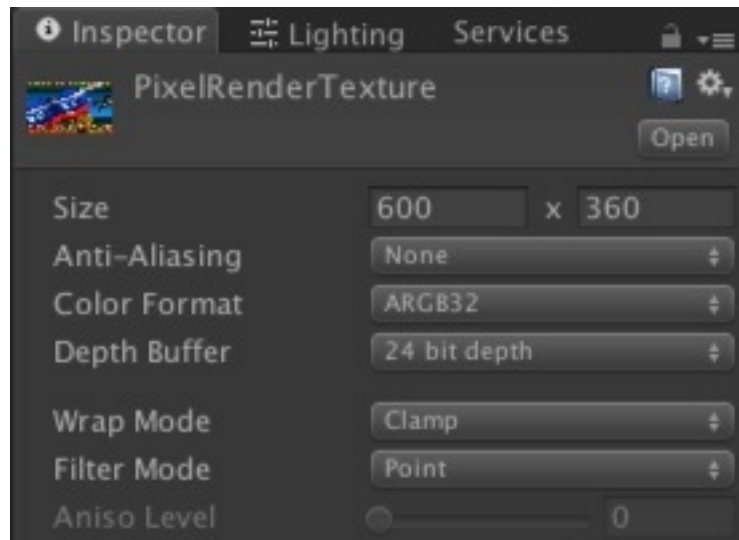 Inspector Lighting Services
PixelRenderTexture
Open
Size 600 x 360
Anti-Aliasing None
Color Format ARGB32
Depth Buffer 24 bit depth
Wrap Mode Clamp
Filter Mode Point
Aniso Level 0